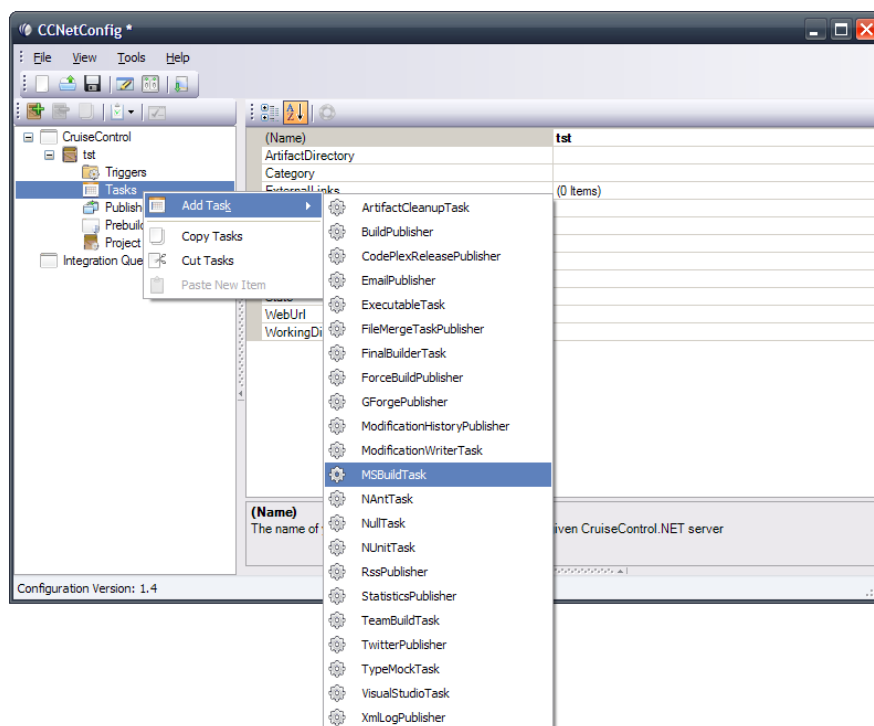 CCNetConfig *
File View Tools Help
CruiseControl
tst
Triggers
Tasks
Publish
Prebuild
Project
Integration Que
(Name) tst
ArtifactDirectory
Category
ExternalLinks (0 Items)
State
WebUrl
WorkingDi
Add Task
Copy Tasks
Cut Tasks
Paste New Item
ArtifactCleanupTask
BuildPublisher
CodePlexReleasePublisher
EmailPublisher
ExecutableTask
FileMergeTaskPublisher
FinalBuilderTask
ForceBuildPublisher
GForgePublisher
ModificationHistoryPublisher
ModificationWriterTask
MSBuildTask
NAntTask
NullTask
NUnitTask
RssPublisher
StatisticsPublisher
TeamBuildTask
TwitterPublisher
TypeMockTask
VisualStudioTask
XmlLogPublisher
(Name)
The name of iven CruiseControl.NET server
Configuration Version: 1.4